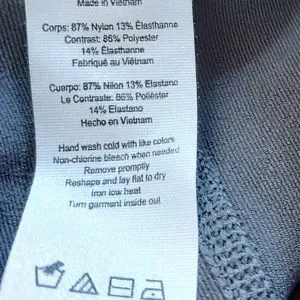 Made in Vietnam
Corps: 87% Nylon 13% Élasthanne
Contrast: 86% Polyester
14% Élasthanne
Fabriqué au Viêtnam
Cuerpo: 87% Nilon 13% Elastano
Le Contraste: 86% Poliéster
14% Elastano
Hecho en Vietnam
Hand wash cold with like colors
Non-chlorine bleach when needed
Remove promptly
Reshape and lay flat to dry
Iron low heat
Turn garment inside out